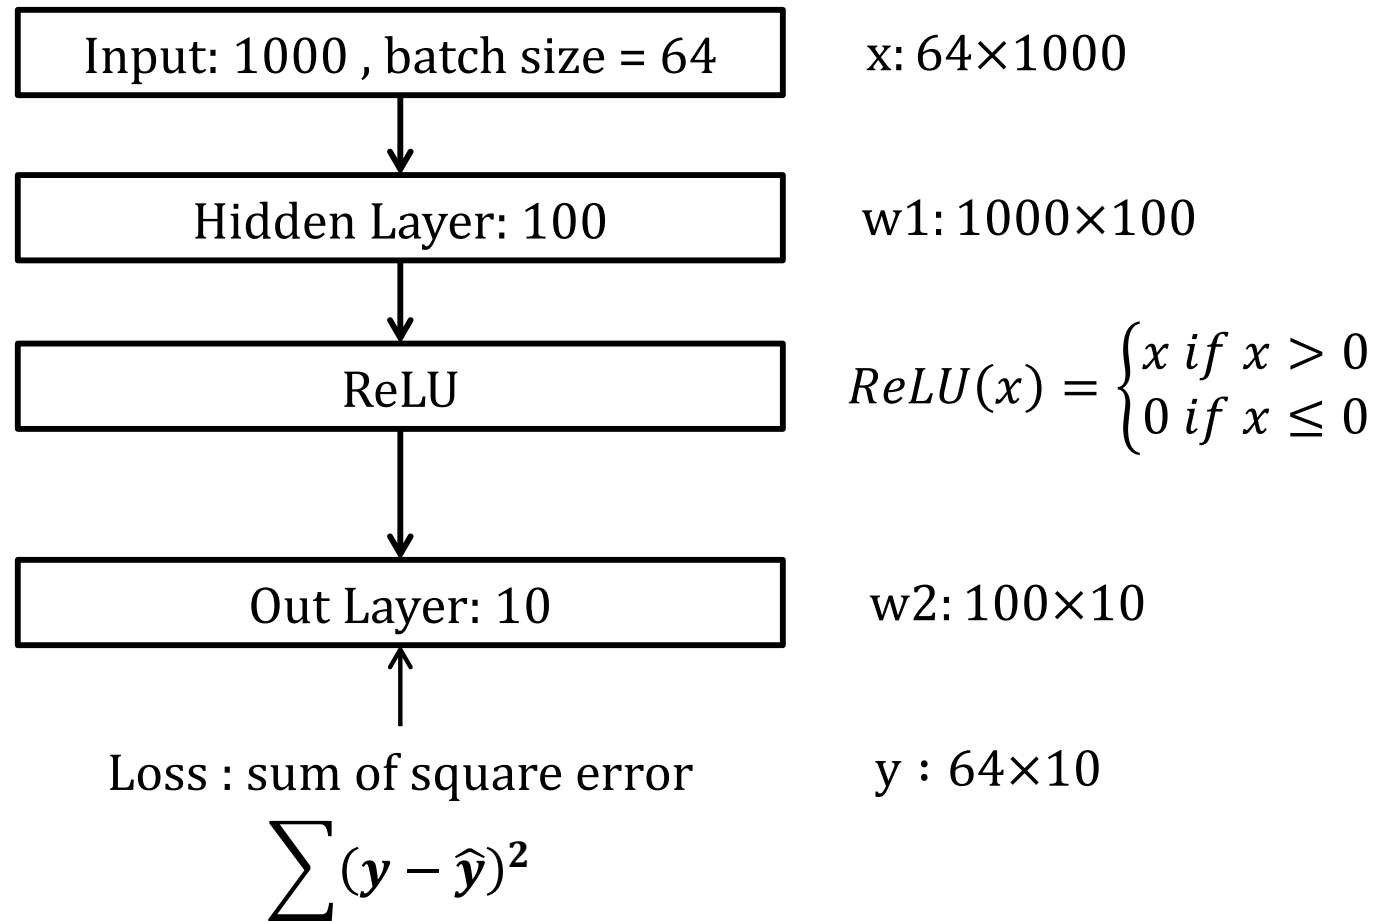 Input: 1000 , batch size = 64
x: 64×1000
Hidden Layer: 100
w1: 1000×100
ReLU
ReLU(x) = {x if x > 0
0 if x ≤ 0
Out Layer: 10
w2: 100×10
Loss : sum of square error
y : 64×10
∑(y − ŷ)²